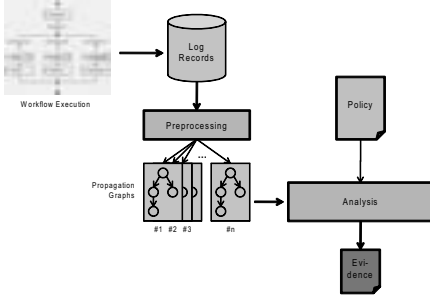 Log
Records
Workflow Execution
Policy
Preprocessing
...
Propagation
Graphs
Analysis
#1 #2 #3 #n
Evi-
dence